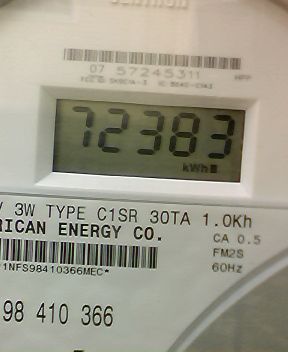 07 57245311 HPP
72383
kWh
V 3W TYPE C1SR 30TA 1.0Kh
RICAN ENERGY CO. CA 0.5
FM2S
1NFS98410366MEC* 60Hz
98 410 366